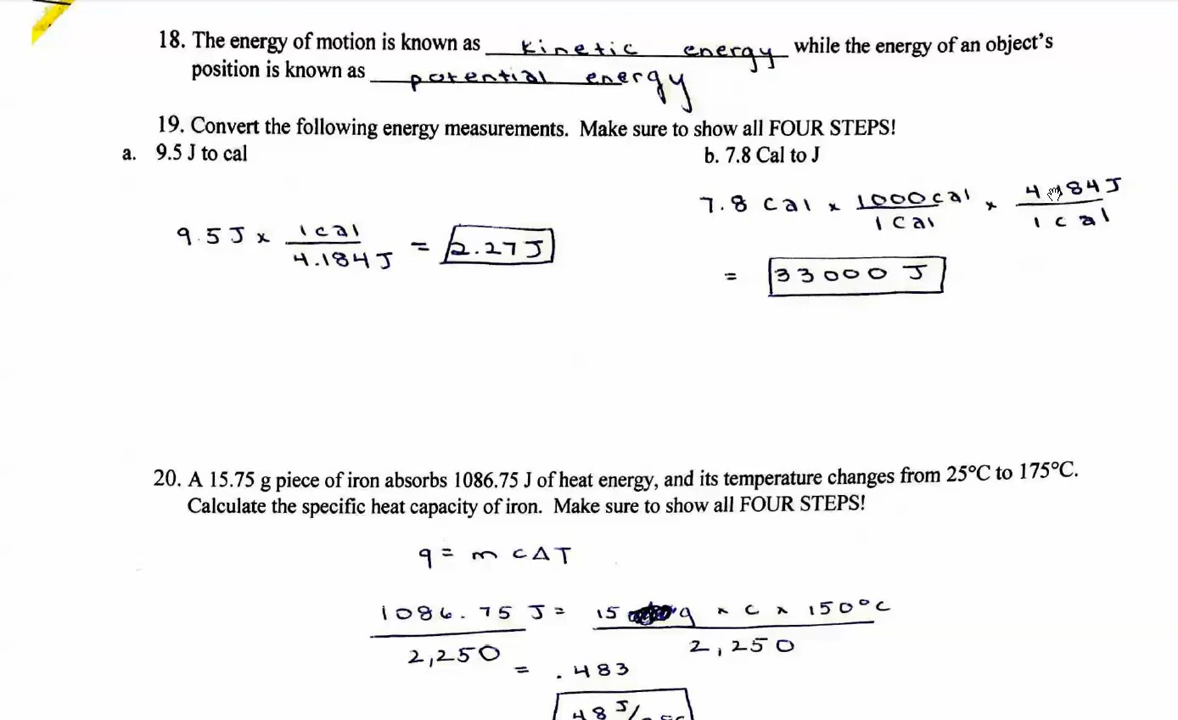 18. The energy of motion is known as kinetic energy while the energy of an object's
position is known as potential energy
19. Convert the following energy measurements. Make sure to show all FOUR STEPS!
a. 9.5 J to cal
b. 7.8 Cal to J
9.5 J x 1 cal / 4.184 J = 2.27 J
7.8 Cal x 1000 cal / 1 Cal x 4.184 J / 1 cal
= 33000 J
20. A 15.75 g piece of iron absorbs 1086.75 J of heat energy, and its temperature changes from 25°C to 175°C.
Calculate the specific heat capacity of iron. Make sure to show all FOUR STEPS!
q = m c Δ T
1086.75 J = 15 g x c x 150°C
2,250 2,250
= .483
48 J/